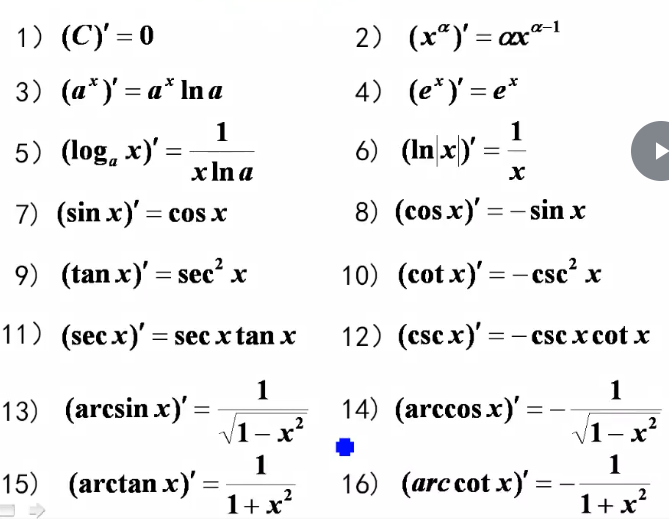 1) (C)′ = 0 2) (x^α)′ = αx^(α−1)
3) (a^x)′ = a^x ln a 4) (e^x)′ = e^x
5) (log_a x)′ = 1/(x ln a) 6) (ln|x|)′ = 1/x
7) (sin x)′ = cos x 8) (cos x)′ = − sin x
9) (tan x)′ = sec² x 10) (cot x)′ = −csc² x
11) (sec x)′ = sec x tan x 12) (csc x)′ = −csc x cot x
13) (arcsin x)′ = 1/√(1 − x²) 14) (arccos x)′ = − 1/√(1 − x²)
15) (arctan x)′ = 1/(1 + x²) 16) (arc cot x)′ = − 1/(1 + x²)